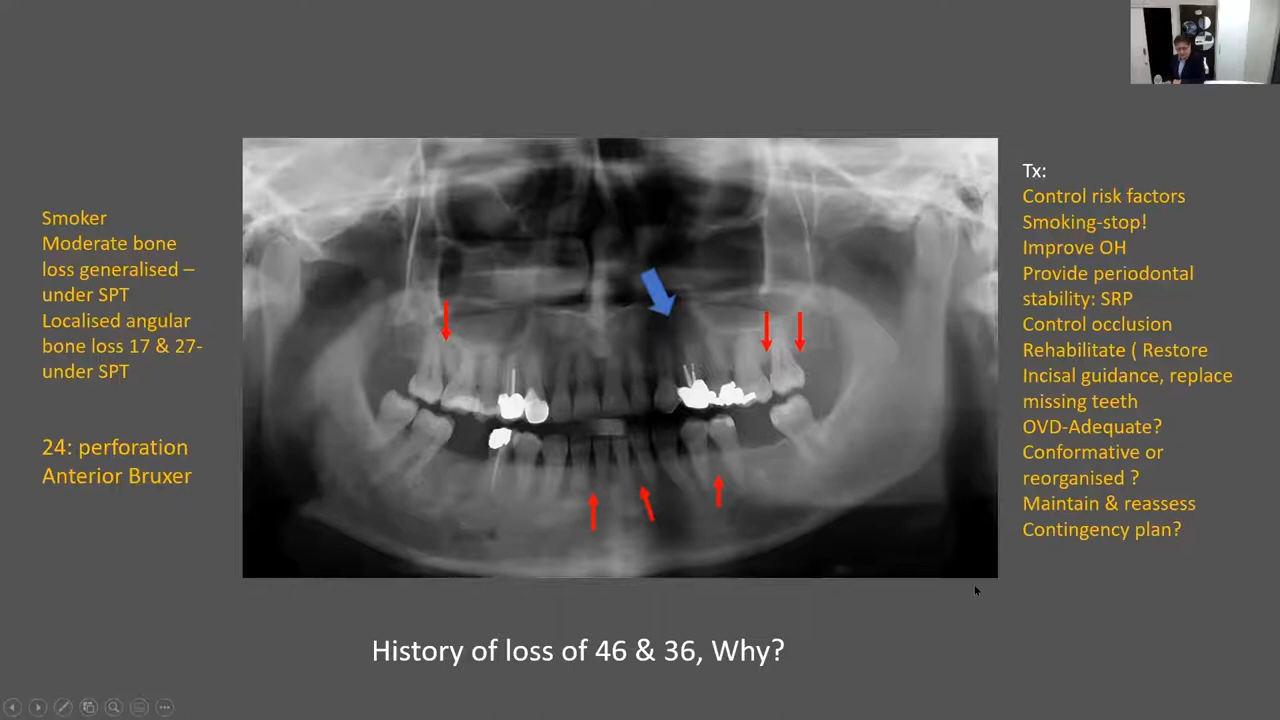 Smoker
Moderate bone
loss generalised –
under SPT
Localised angular
bone loss 17 & 27-
under SPT
24: perforation
Anterior Bruxer
Tx:
Control risk factors
Smoking-stop!
Improve OH
Provide periodontal
stability: SRP
Control occlusion
Rehabilitate ( Restore
Incisal guidance, replace
missing teeth
OVD-Adequate?
Conformative or
reorganised ?
Maintain & reassess
Contingency plan?
History of loss of 46 & 36, Why?